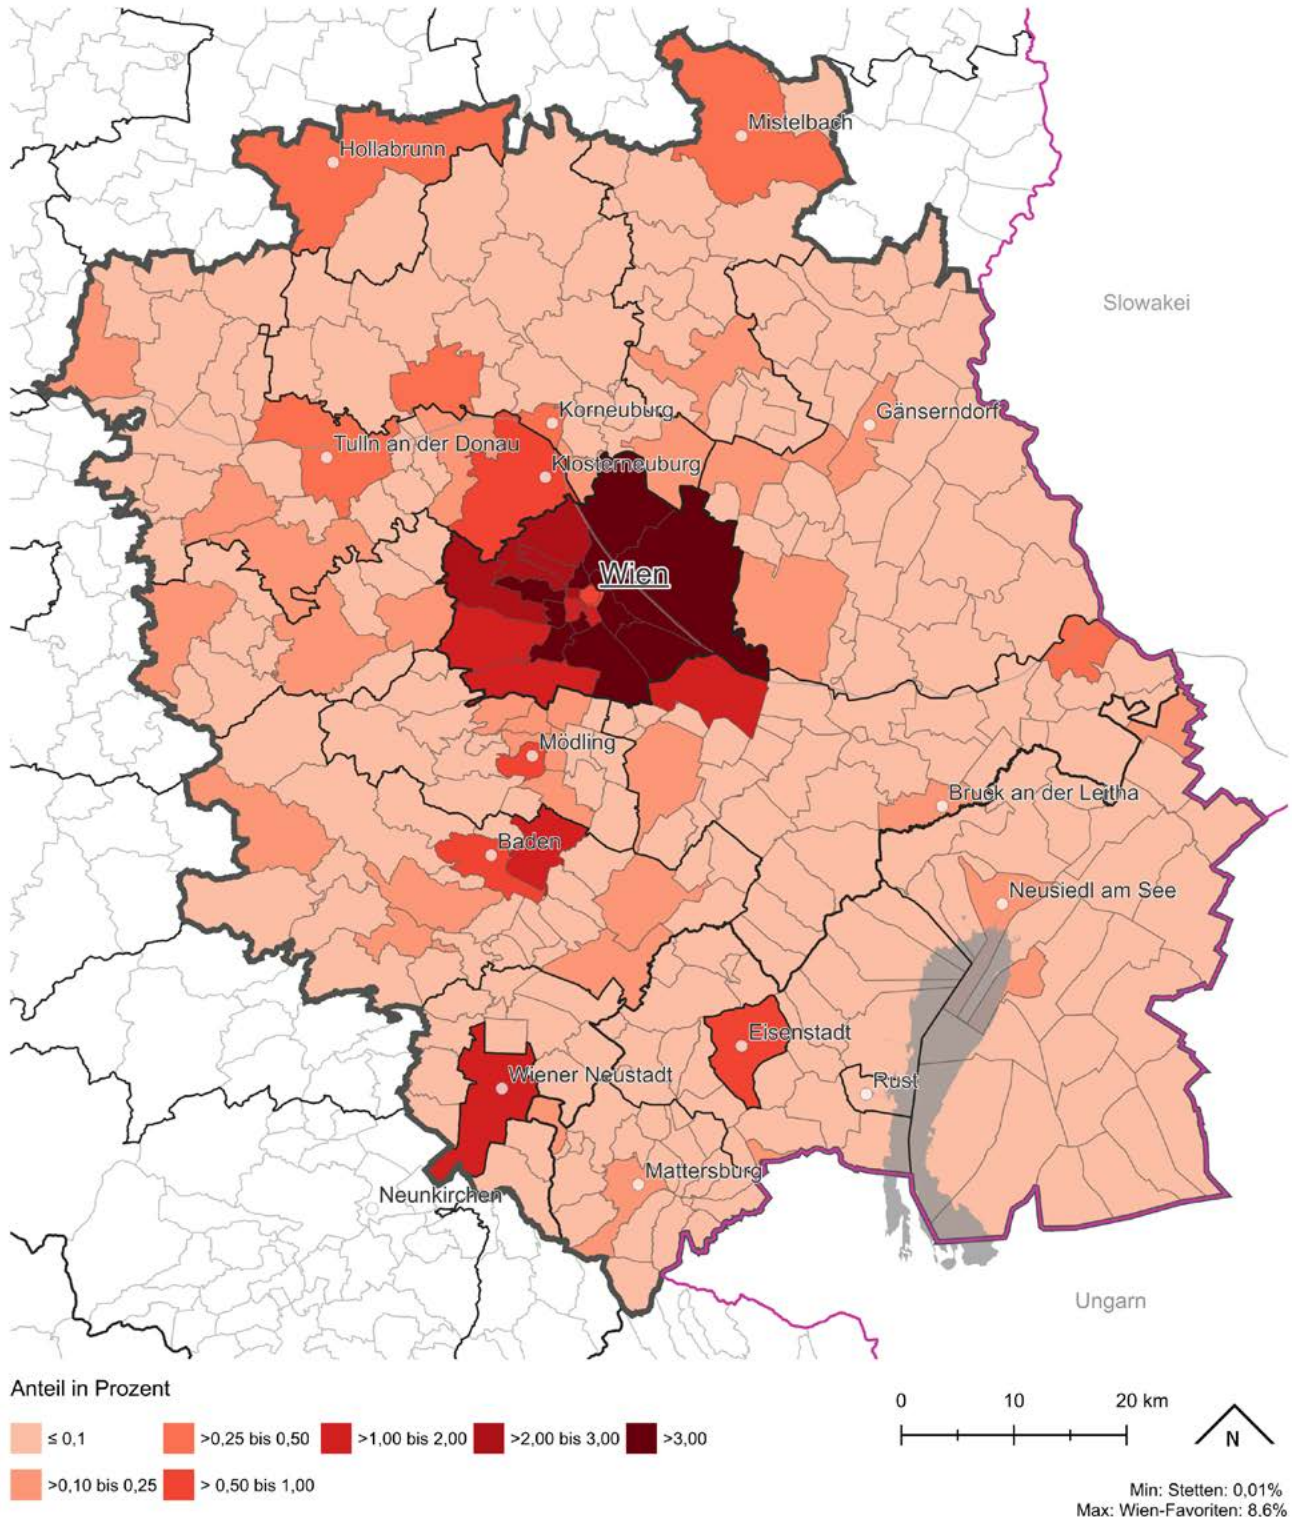 Mistelbach
Hollabrunn
Slowakei
Korneuburg
Gänserndorf
Tulln an der Donau
Klosterneuburg
Wien
Mödling
Bruck an der Leitha
Baden
Neusiedl am See
Eisenstadt
Wiener Neustadt
Rust
Mattersburg
Neunkirchen
Ungarn
Anteil in Prozent
0 10 20 km
≤ 0,1 >0,25 bis 0,50 >1,00 bis 2,00 >2,00 bis 3,00 >3,00
N
>0,10 bis 0,25 > 0,50 bis 1,00
Min: Stetten: 0,01%
Max: Wien-Favoriten: 8.6%